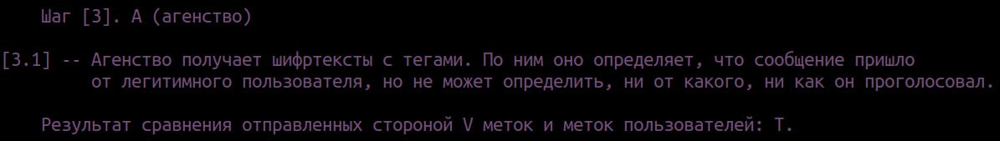 Шаг [3]. А (агенство)
[3.1] -- Агенство получает шифртексты с тегами. По ним оно определяет, что сообщение пришло
от легитимного пользователя, но не может определить, ни от какого, ни как он проголосовал.
Результат сравнения отправленных стороной V меток и меток пользователей: Т.